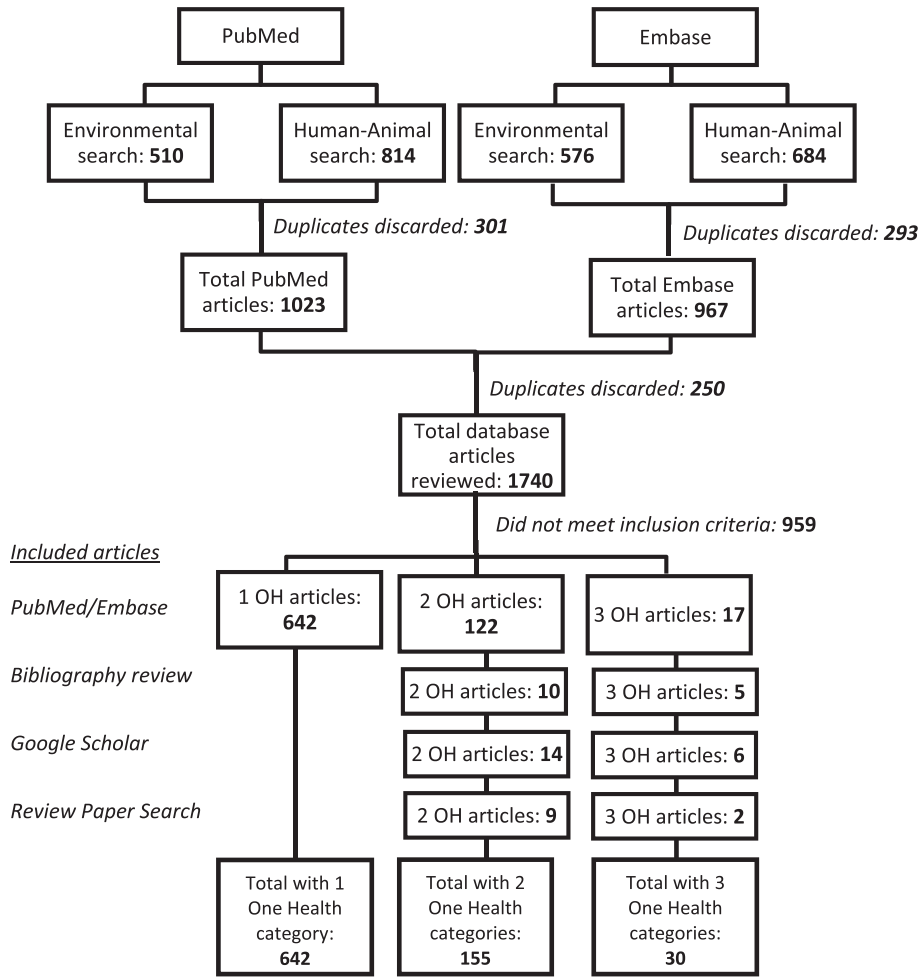 PubMed
Embase
Environmental
search: 510
Human-Animal
search: 814
Environmental
search: 576
Human-Animal
search: 684
Duplicates discarded: 301
Duplicates discarded: 293
Total PubMed
articles: 1023
Total Embase
articles: 967
Duplicates discarded: 250
Total database
articles
reviewed: 1740
Did not meet inclusion criteria: 959
Included articles
PubMed/Embase
1 OH articles:
642
2 OH articles:
122
3 OH articles: 17
Bibliography review
2 OH articles: 10
3 OH articles: 5
Google Scholar
2 OH articles: 14
3 OH articles: 6
Review Paper Search
2 OH articles: 9
3 OH articles: 2
Total with 1
One Health
category:
642
Total with 2
One Health
categories:
155
Total with 3
One Health
categories:
30